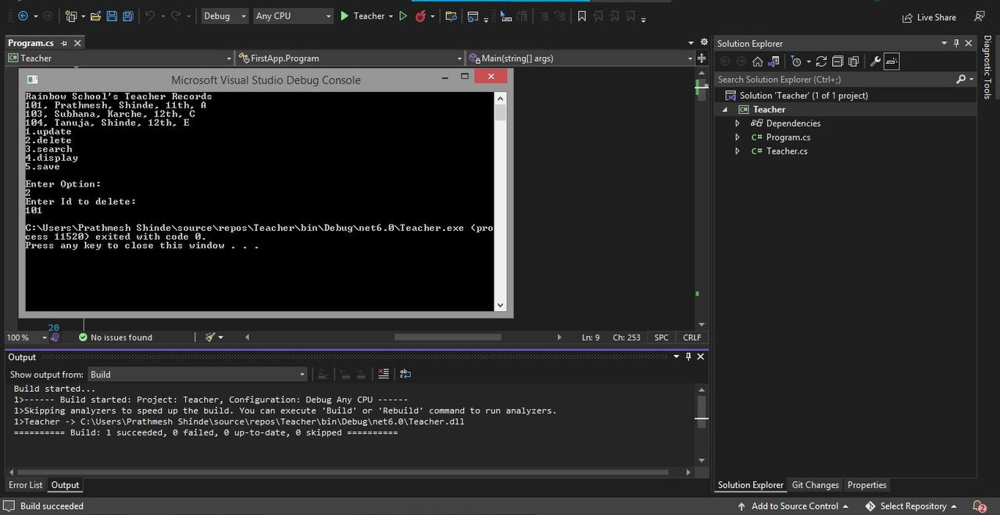 Debug
Any CPU
Teacher
Live Share
Program.cs
Teacher
FirstApp.Program
Main(string[] args)
Microsoft Visual Studio Debug Console
Rainbow School's Teacher Records
101, Prathmesh, Shinde, 11th, A
103, Subhana, Karche, 12th, C
104, Tanuja, Shinde, 12th, E
1.update
2.delete
3.search
4.display
5.save
Enter Option:
2
Enter Id to delete:
101
C:\Users\Prathmesh Shinde\source\repos\Teacher\bin\Debug\net6.0\Teacher.exe (pro
cess 11520) exited with code 0.
Press any key to close this window . . .
20
100 %
No issues found
Ln: 9
Ch: 253
SPC
CRLF
Output
Show output from: Build
Build started...
1>------ Build started: Project: Teacher, Configuration: Debug Any CPU ------
1>Skipping analyzers to speed up the build. You can execute 'Build' or 'Rebuild' command to run analyzers.
1>Teacher -> C:\Users\Prathmesh Shinde\source\repos\Teacher\bin\Debug\net6.0\Teacher.dll
========== Build: 1 succeeded, 0 failed, 0 up-to-date, 0 skipped ==========
Error List
Output
Solution Explorer
Search Solution Explorer (Ctrl+;)
Solution 'Teacher' (1 of 1 project)
C# Teacher
Dependencies
C# Program.cs
C# Teacher.cs
Solution Explorer
Git Changes
Properties
Diagnostic Tools
Build succeeded
Add to Source Control
Select Repository
2